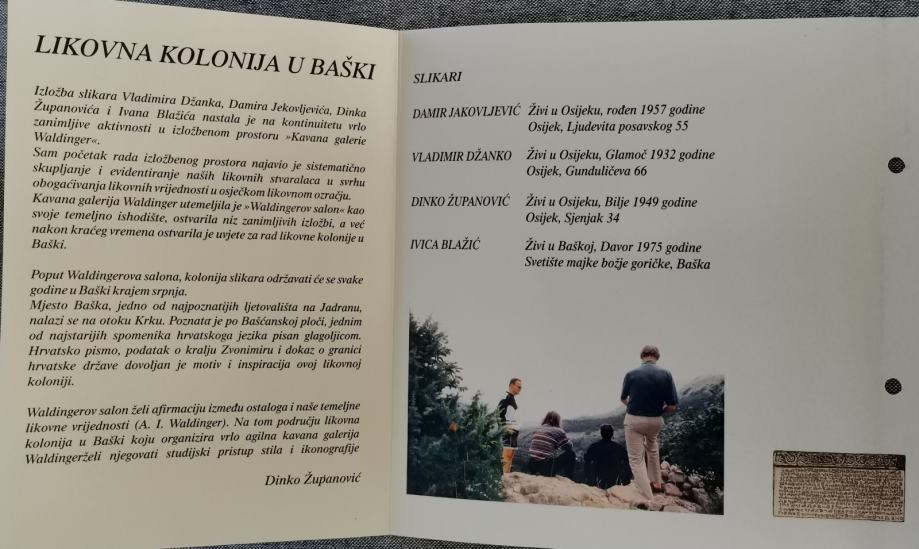 LIKOVNA KOLONIJA U BAŠKI
Izložba slikara Vladimira Džanka, Damira Jekovljevića, Dinka
Županovića i Ivana Blažića nastala je na kontinuitetu vrlo
zanimljive aktivnosti u izložbenom prostoru »Kavana galerie
Waldinger«.
Sam početak rada izložbenog prostora najavio je sistematično
skupljanje i evidentiranje naših likovnih stvaralaca u svrhu
obogaćivanja likovnih vrijednosti u osječkom likovnom ozračju.
Kavana galerija Waldinger utemeljila je »Waldingerov salon« kao
svoje temeljno ishodište, ostvarila niz zanimljivih izložbi, a već
nakon kraćeg vremena ostvarila je uvjete za rad likovne kolonije u
Baški.
Poput Waldingerova salona, kolonija slikara održavati će se svake
godine u Baški krajem srpnja.
Mjesto Baška, jedno od najpoznatijih ljetovališta na Jadranu,
nalazi se na otoku Krku. Poznata je po Bašćanskoj ploči, jednim
od najstarijih spomenika hrvatskoga jezika pisan glagoljicom.
Hrvatsko pismo, podatak o kralju Zvonimiru i dokaz o granici
hrvatske države dovoljan je motiv i inspiracija ovoj likovnoj
koloniji.
Waldingerov salon želi afirmaciju između ostaloga i naše temeljne
likovne vrijednosti (A. I. Waldinger). Na tom području likovna
kolonija u Baški koju organizira vrlo agilna kavana galerija
Waldingerželi njegovati studijski pristup stila i ikonografije
Dinko Županović
SLIKARI
DAMIR JAKOVLJEVIĆ Živi u Osijeku, rođen 1957 godine
Osijek, Ljudevita posavskog 55
VLADIMIR DŽANKO Živi u Osijeku, Glamoč 1932 godine
Osijek, Gundulićeva 66
DINKO ŽUPANOVIĆ Živi u Osijeku, Bilje 1949 godine
Osijek, Sjenjak 34
IVICA BLAŽIĆ Živi u Baškoj, Davor 1975 godine
Svetište majke božje goričke, Baška